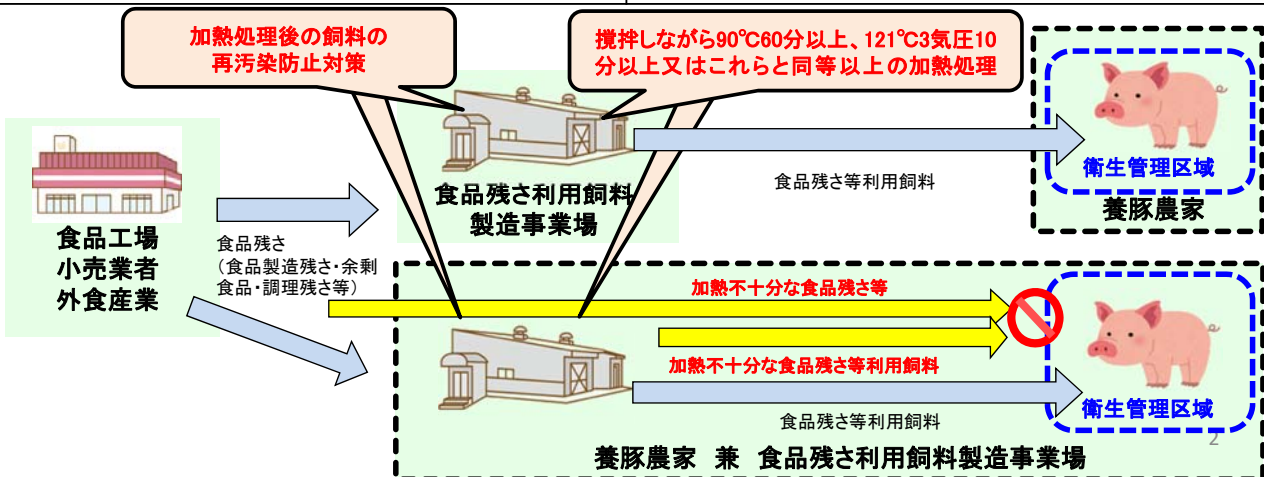 加熱処理後の飼料の
再汚染防止対策
撹拌しながら90℃60分以上、121℃3気圧10
分以上又はこれらと同等以上の加熱処理
食品工場
小売業者
外食産業
食品残さ
（食品製造残さ・余剰
食品・調理残さ等）
食品残さ利用飼料
製造事業場
食品残さ等利用飼料
衛生管理区域
養豚農家
加熱不十分な食品残さ等
加熱不十分な食品残さ等利用飼料
食品残さ等利用飼料
衛生管理区域
2
養豚農家 兼 食品残さ利用飼料製造事業場